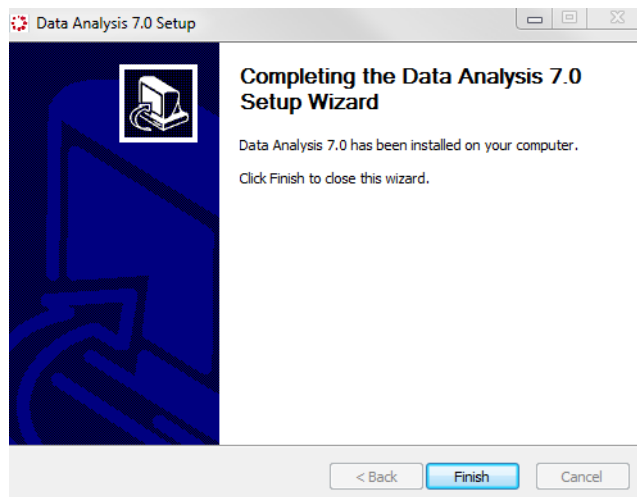 Data Analysis 7.0 Setup
Completing the Data Analysis 7.0
Setup Wizard
Data Analysis 7.0 has been installed on your computer.
Click Finish to close this wizard.
< Back Finish Cancel